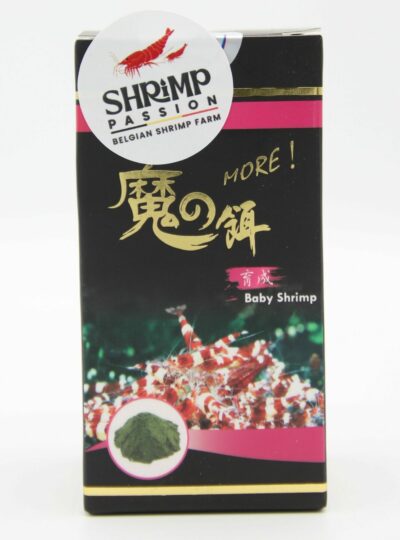 SHRiMP
PASSION
BELGIAN SHRIMP FARM
MORE!
魔の餌
育成
Baby Shrimp